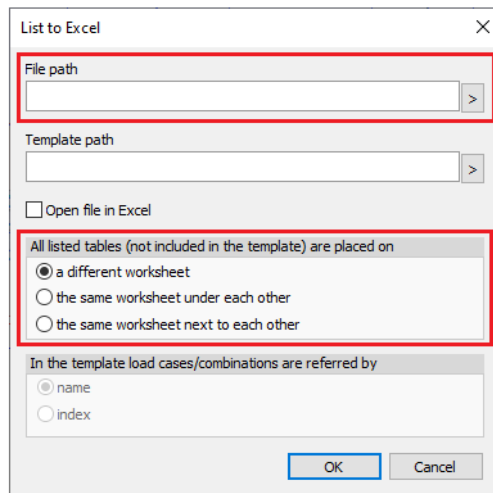 List to Excel
File path
>
Template path
>
Open file in Excel
All listed tables (not included in the template) are placed on
a different worksheet
the same worksheet under each other
the same worksheet next to each other
In the template load cases/combinations are referred by
name
index
OK Cancel